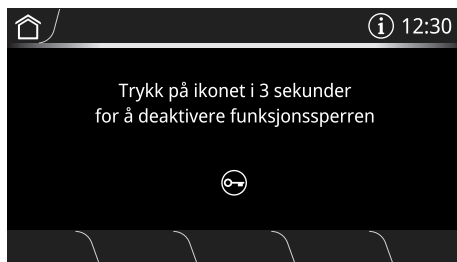 12:30
Trykk på ikonet i 3 sekunder
for å deaktivere funksjonssperren